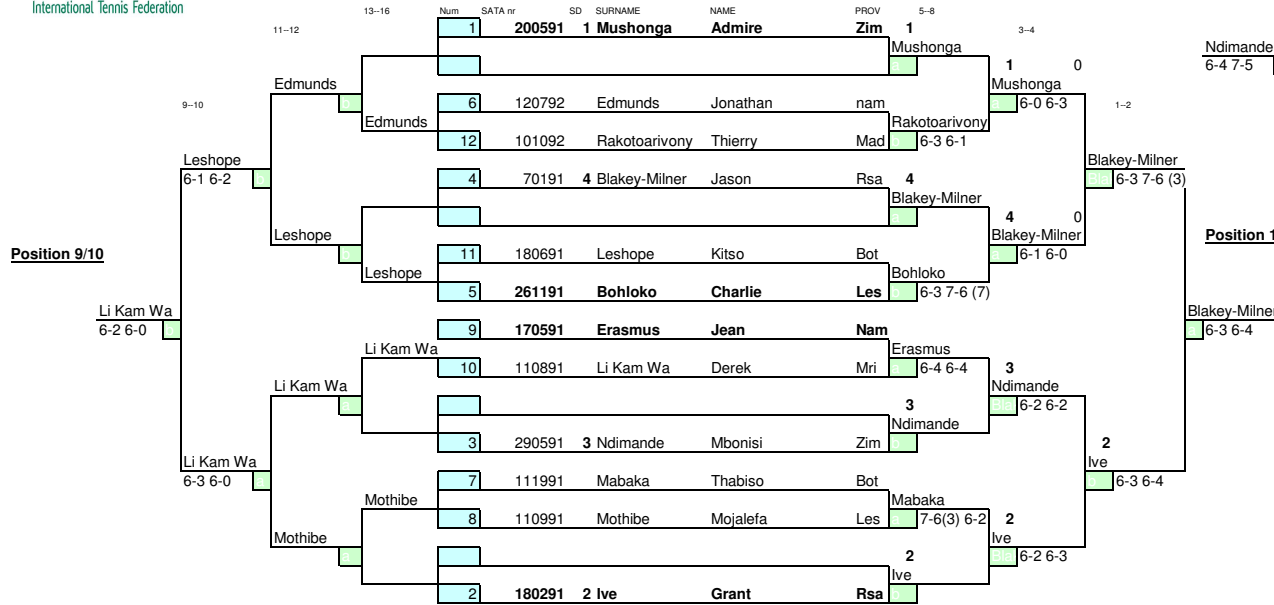 International Tennis Federation
Num SATA nr SD SURNAME NAME PROV 5--8
13--16
11--12
3--4
1 200591 1 Mushonga Admire Zim 1
Mushonga
Ndimande
6-4 7-5
1 0
Mushonga
Edmunds
9--10
6 120792 Edmunds Jonathan nam
6-0 6-3
1--2
Edmunds
Rakotoarivony
12 101092 Rakotoarivony Thierry Mad 6-3 6-1
Leshope
6-1 6-2
Blakey-Milner
6-3 7-6 (3)
4 70191 4 Blakey-Milner Jason Rsa 4
Blakey-Milner
4 0
Leshope
Blakey-Milner
Position 9/10
Position 1
11 180691 Leshope Kitso Bot
6-1 6-0
Leshope
Bohloko
5 261191 Bohloko Charlie Les 6-3 7-6 (7)
Li Kam Wa
6-2 6-0
Blakey-Milner
6-3 6-4
9 170591 Erasmus Jean Nam
Li Kam Wa
Erasmus
10 110891 Li Kam Wa Derek Mri 6-4 6-4
3
Li Kam Wa
Ndimande
6-2 6-2
3
Ndimande
3 290591 3 Ndimande Mbonisi Zim
2
Li Kam Wa
6-3 6-0
Ive
6-3 6-4
7 111991 Mabaka Thabiso Bot
Mothibe
Mabaka
8 110991 Mothibe Mojalefa Les 7-6(3) 6-2
2
Mothibe
Ive
6-2 6-3
2
Ive
2 180291 2 Ive Grant Rsa